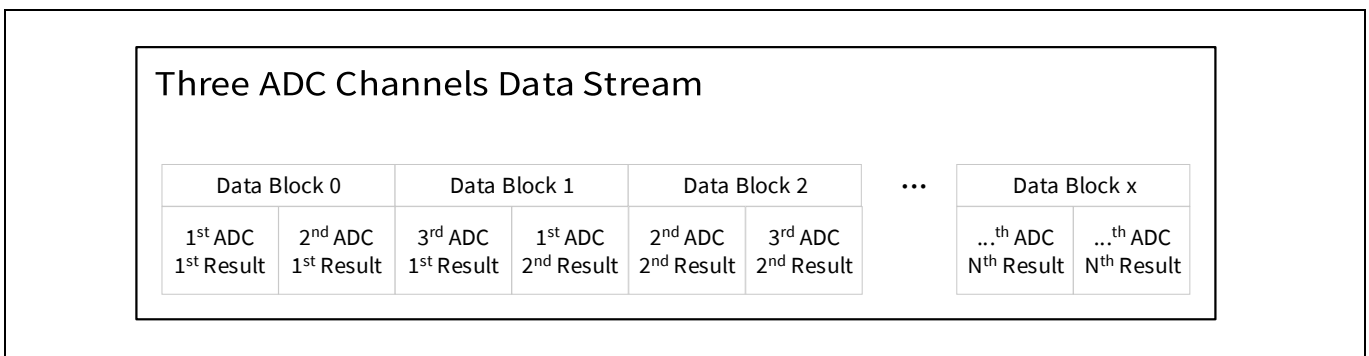 Three ADC Channels Data Stream
Data Block 0 Data Block 1 Data Block 2 ... Data Block x
1st ADC 2nd ADC 3rd ADC 1st ADC 2nd ADC 3rd ADC ...th ADC ...th ADC
1st Result 1st Result 1st Result 2nd Result 2nd Result 2nd Result Nth Result Nth Result